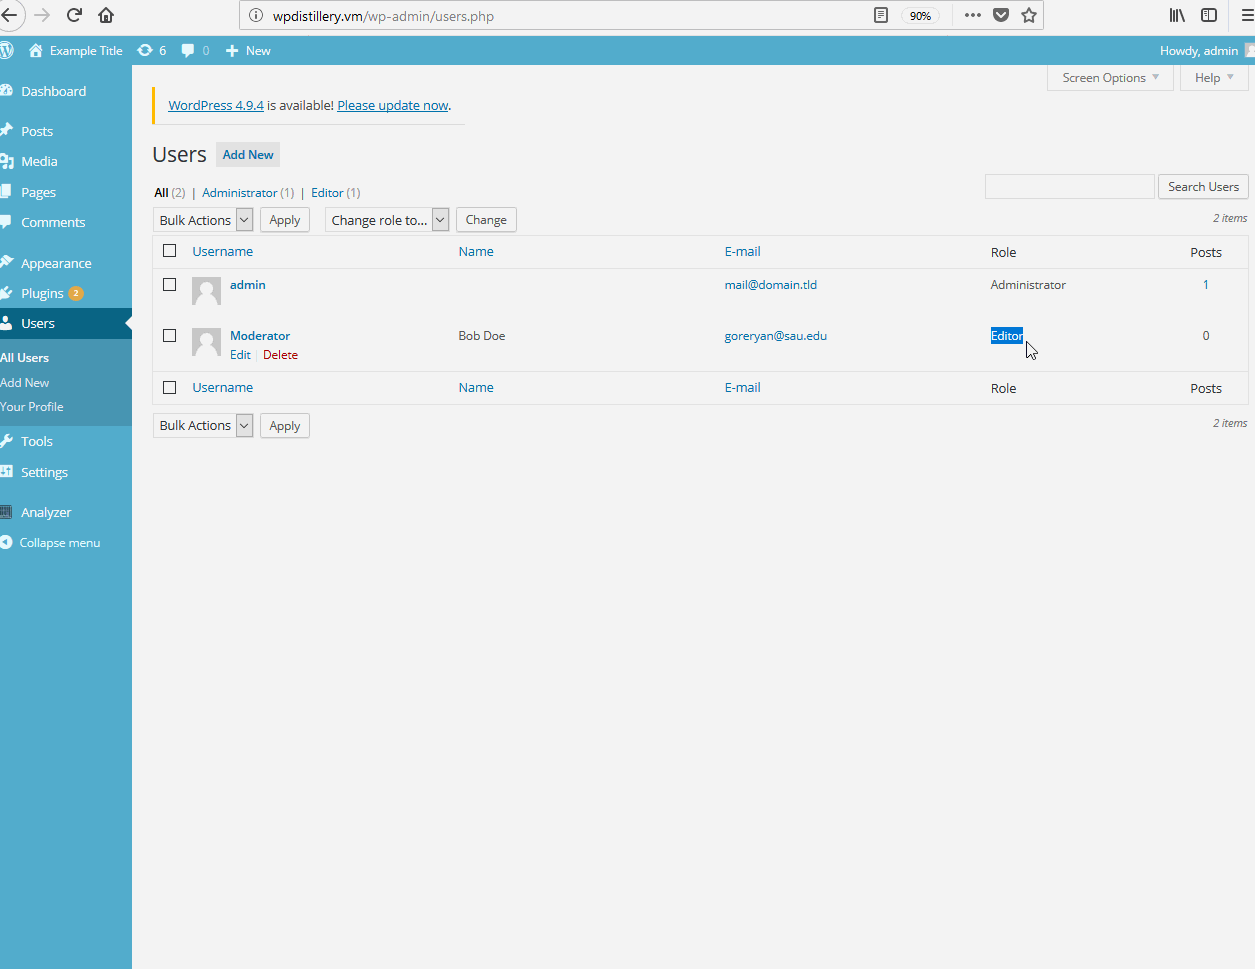 wpdistillery.vm/wp-admin/users.php 90%
Example Title 6 0 New Howdy, admin
Screen Options Help
Dashboard
Posts
Media
Pages
Comments
Appearance
Plugins 2
Users
All Users
Add New
Your Profile
Tools
Settings
Analyzer
Collapse menu
WordPress 4.9.4 is available! Please update now.
Users Add New
All (2) | Administrator (1) | Editor (1)
Search Users
Bulk Actions Apply Change role to... Change
2 items
Username Name E-mail Role Posts
admin mail@domain.tld Administrator 1
Moderator Bob Doe goreryan@sau.edu Editor 0
Edit | Delete
Username Name E-mail Role Posts
Bulk Actions Apply
2 items